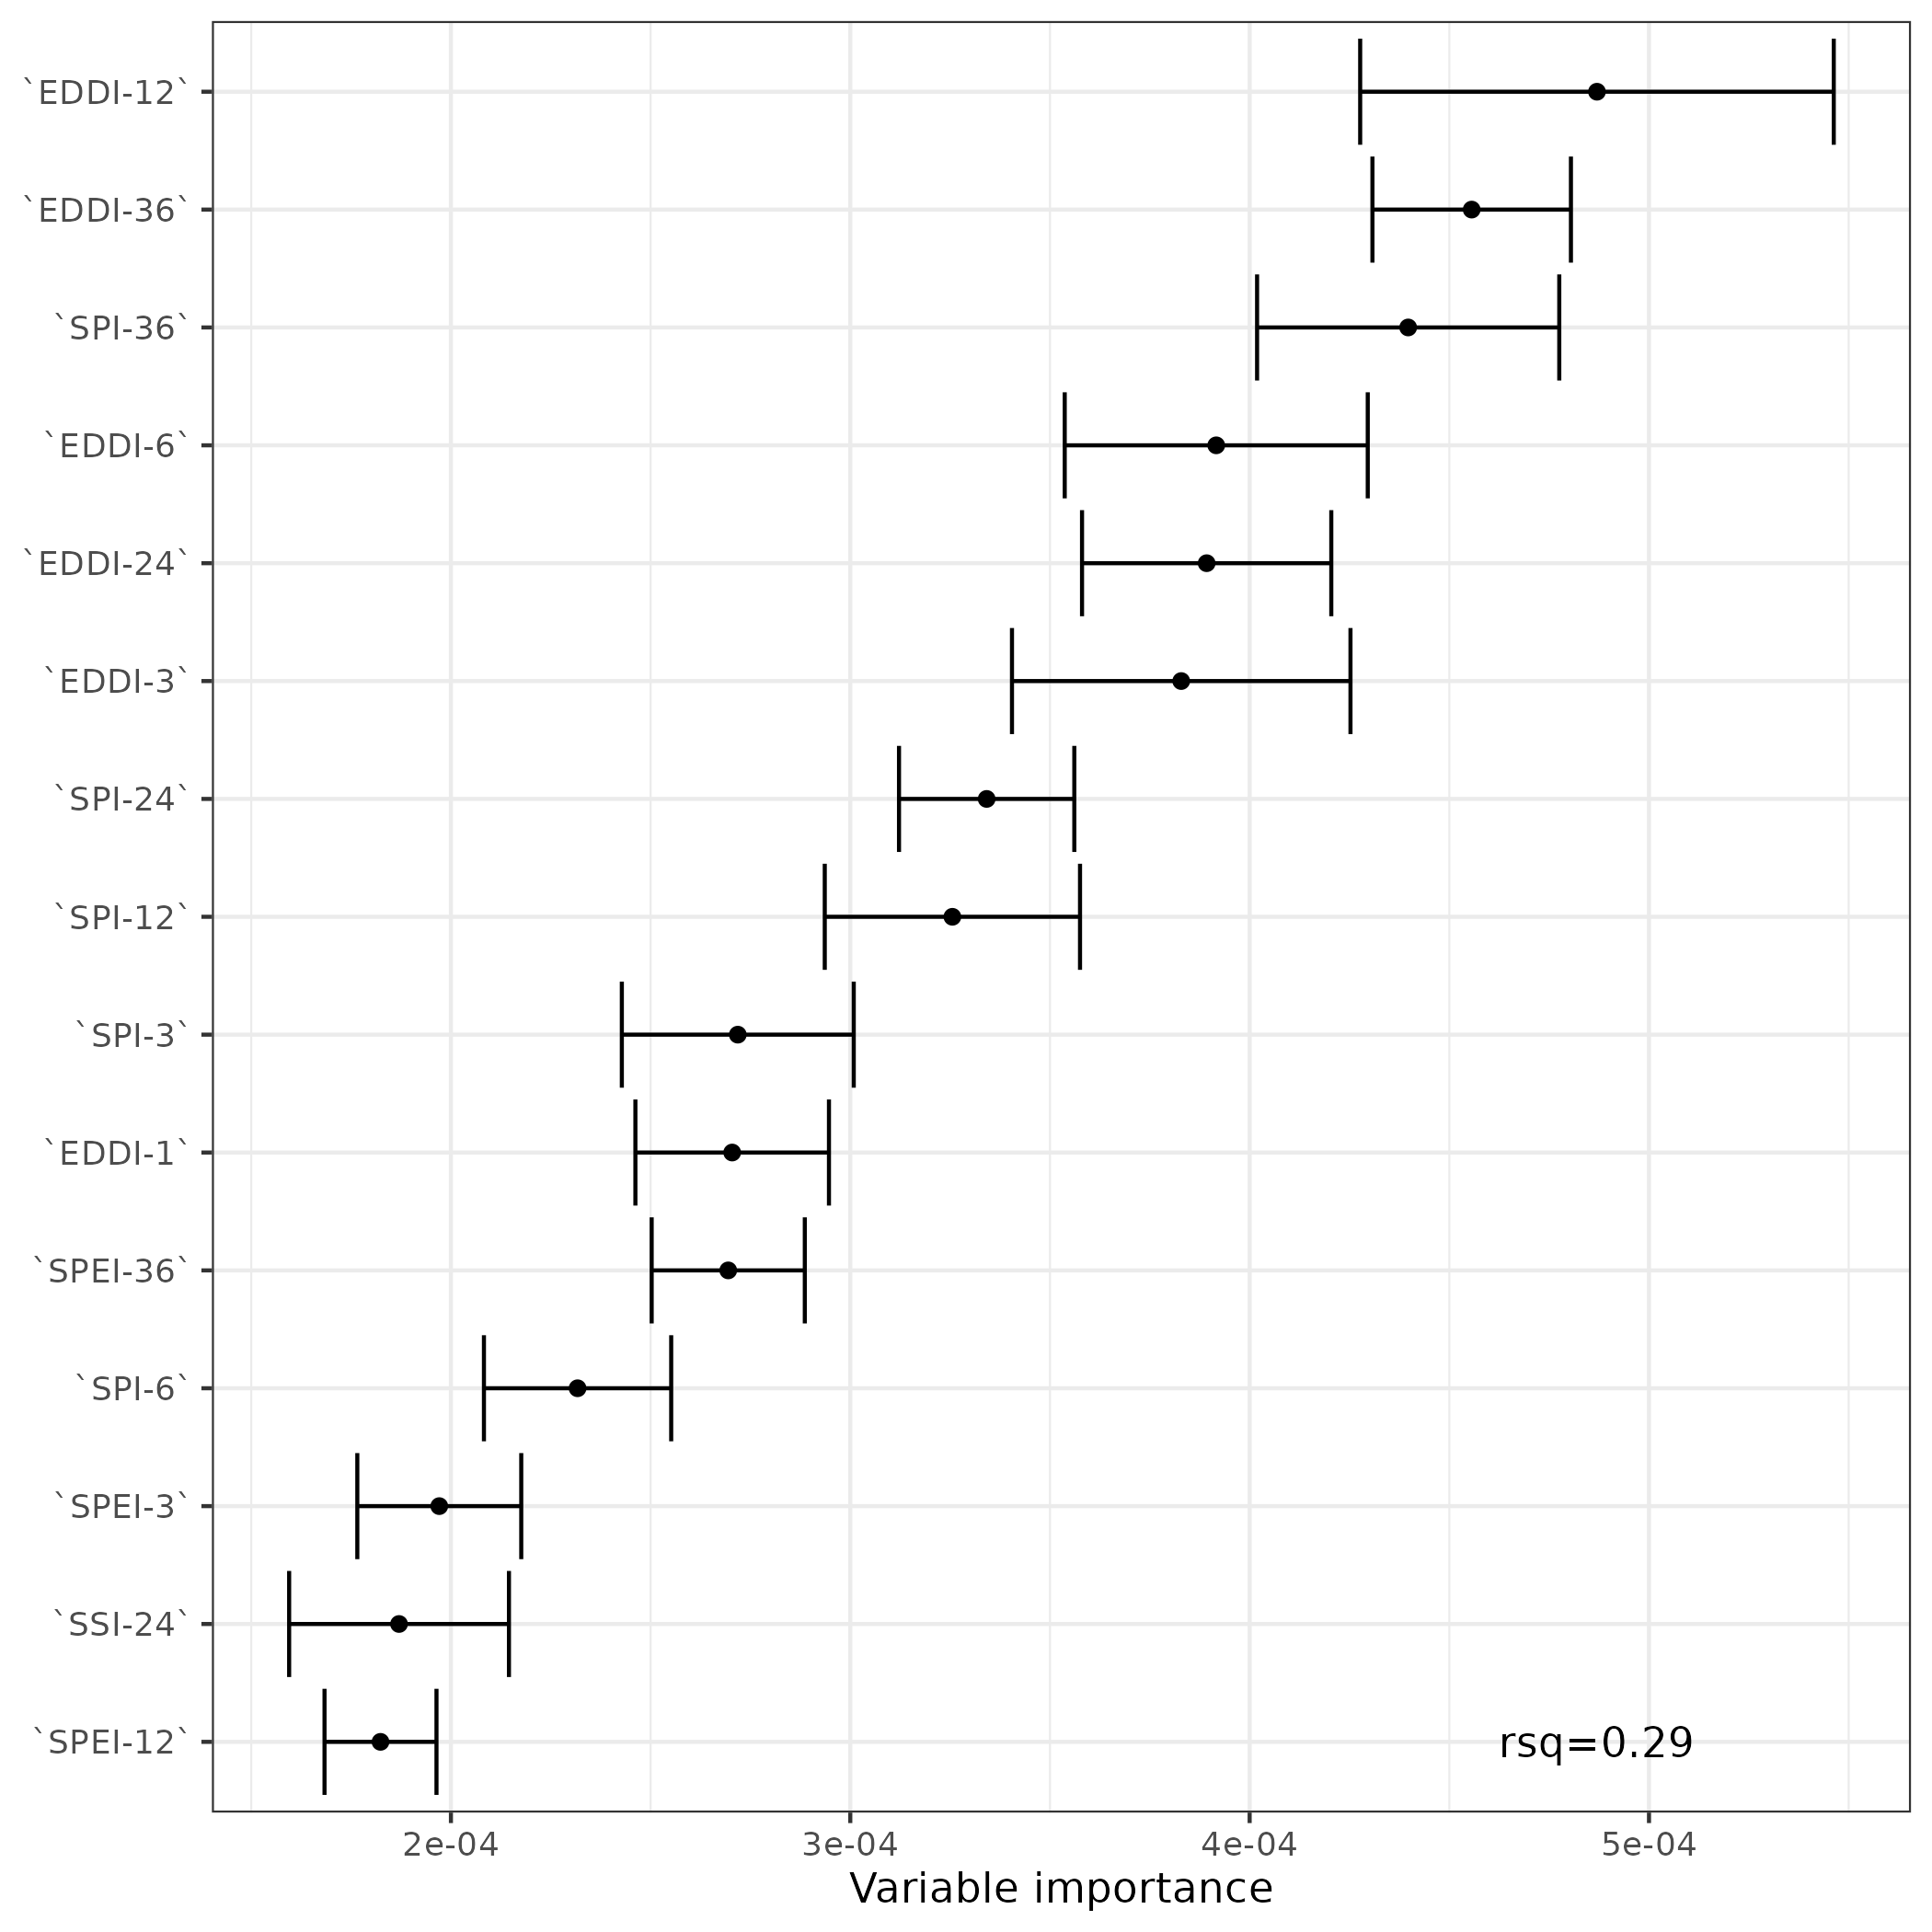 `EDDI-12`
`EDDI-36`
`SPI-36`
`EDDI-6`
`EDDI-24`
`EDDI-3`
`SPI-24`
`SPI-12`
`SPI-3`
`EDDI-1`
`SPEI-36`
`SPI-6`
`SPEI-3`
`SSI-24`
`SPEI-12`
rsq=0.29
2e-04 3e-04 4e-04 5e-04
Variable importance